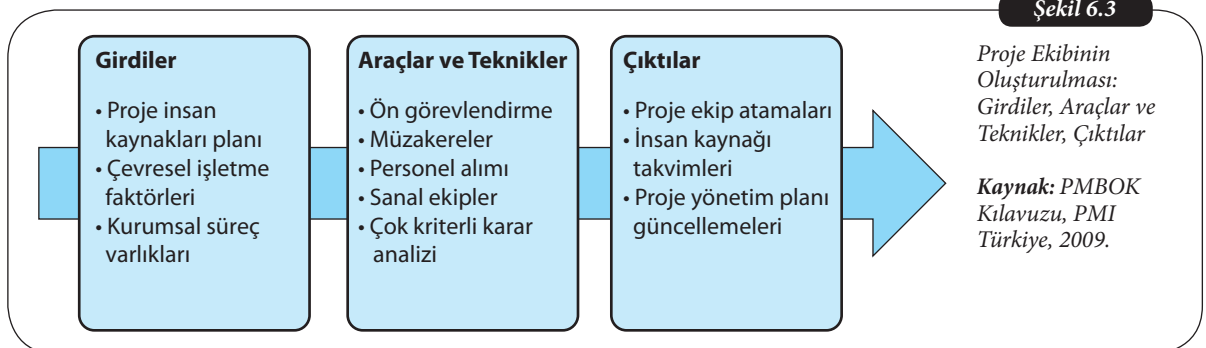 Şekil 6.3
Girdiler
• Proje insan
kaynakları planı
• Çevresel işletme
faktörleri
• Kurumsal süreç
varlıkları
Araçlar ve Teknikler
• Ön görevlendirme
• Müzakereler
• Personel alımı
• Sanal ekipler
• Çok kriterli karar
analizi
Çıktılar
• Proje ekip atamaları
• İnsan kaynağı
takvimleri
• Proje yönetim planı
güncellemeleri
Proje Ekibinin
Oluşturulması:
Girdiler, Araçlar ve
Teknikler, Çıktılar
Kaynak: PMBOK
Kılavuzu, PMI
Türkiye, 2009.